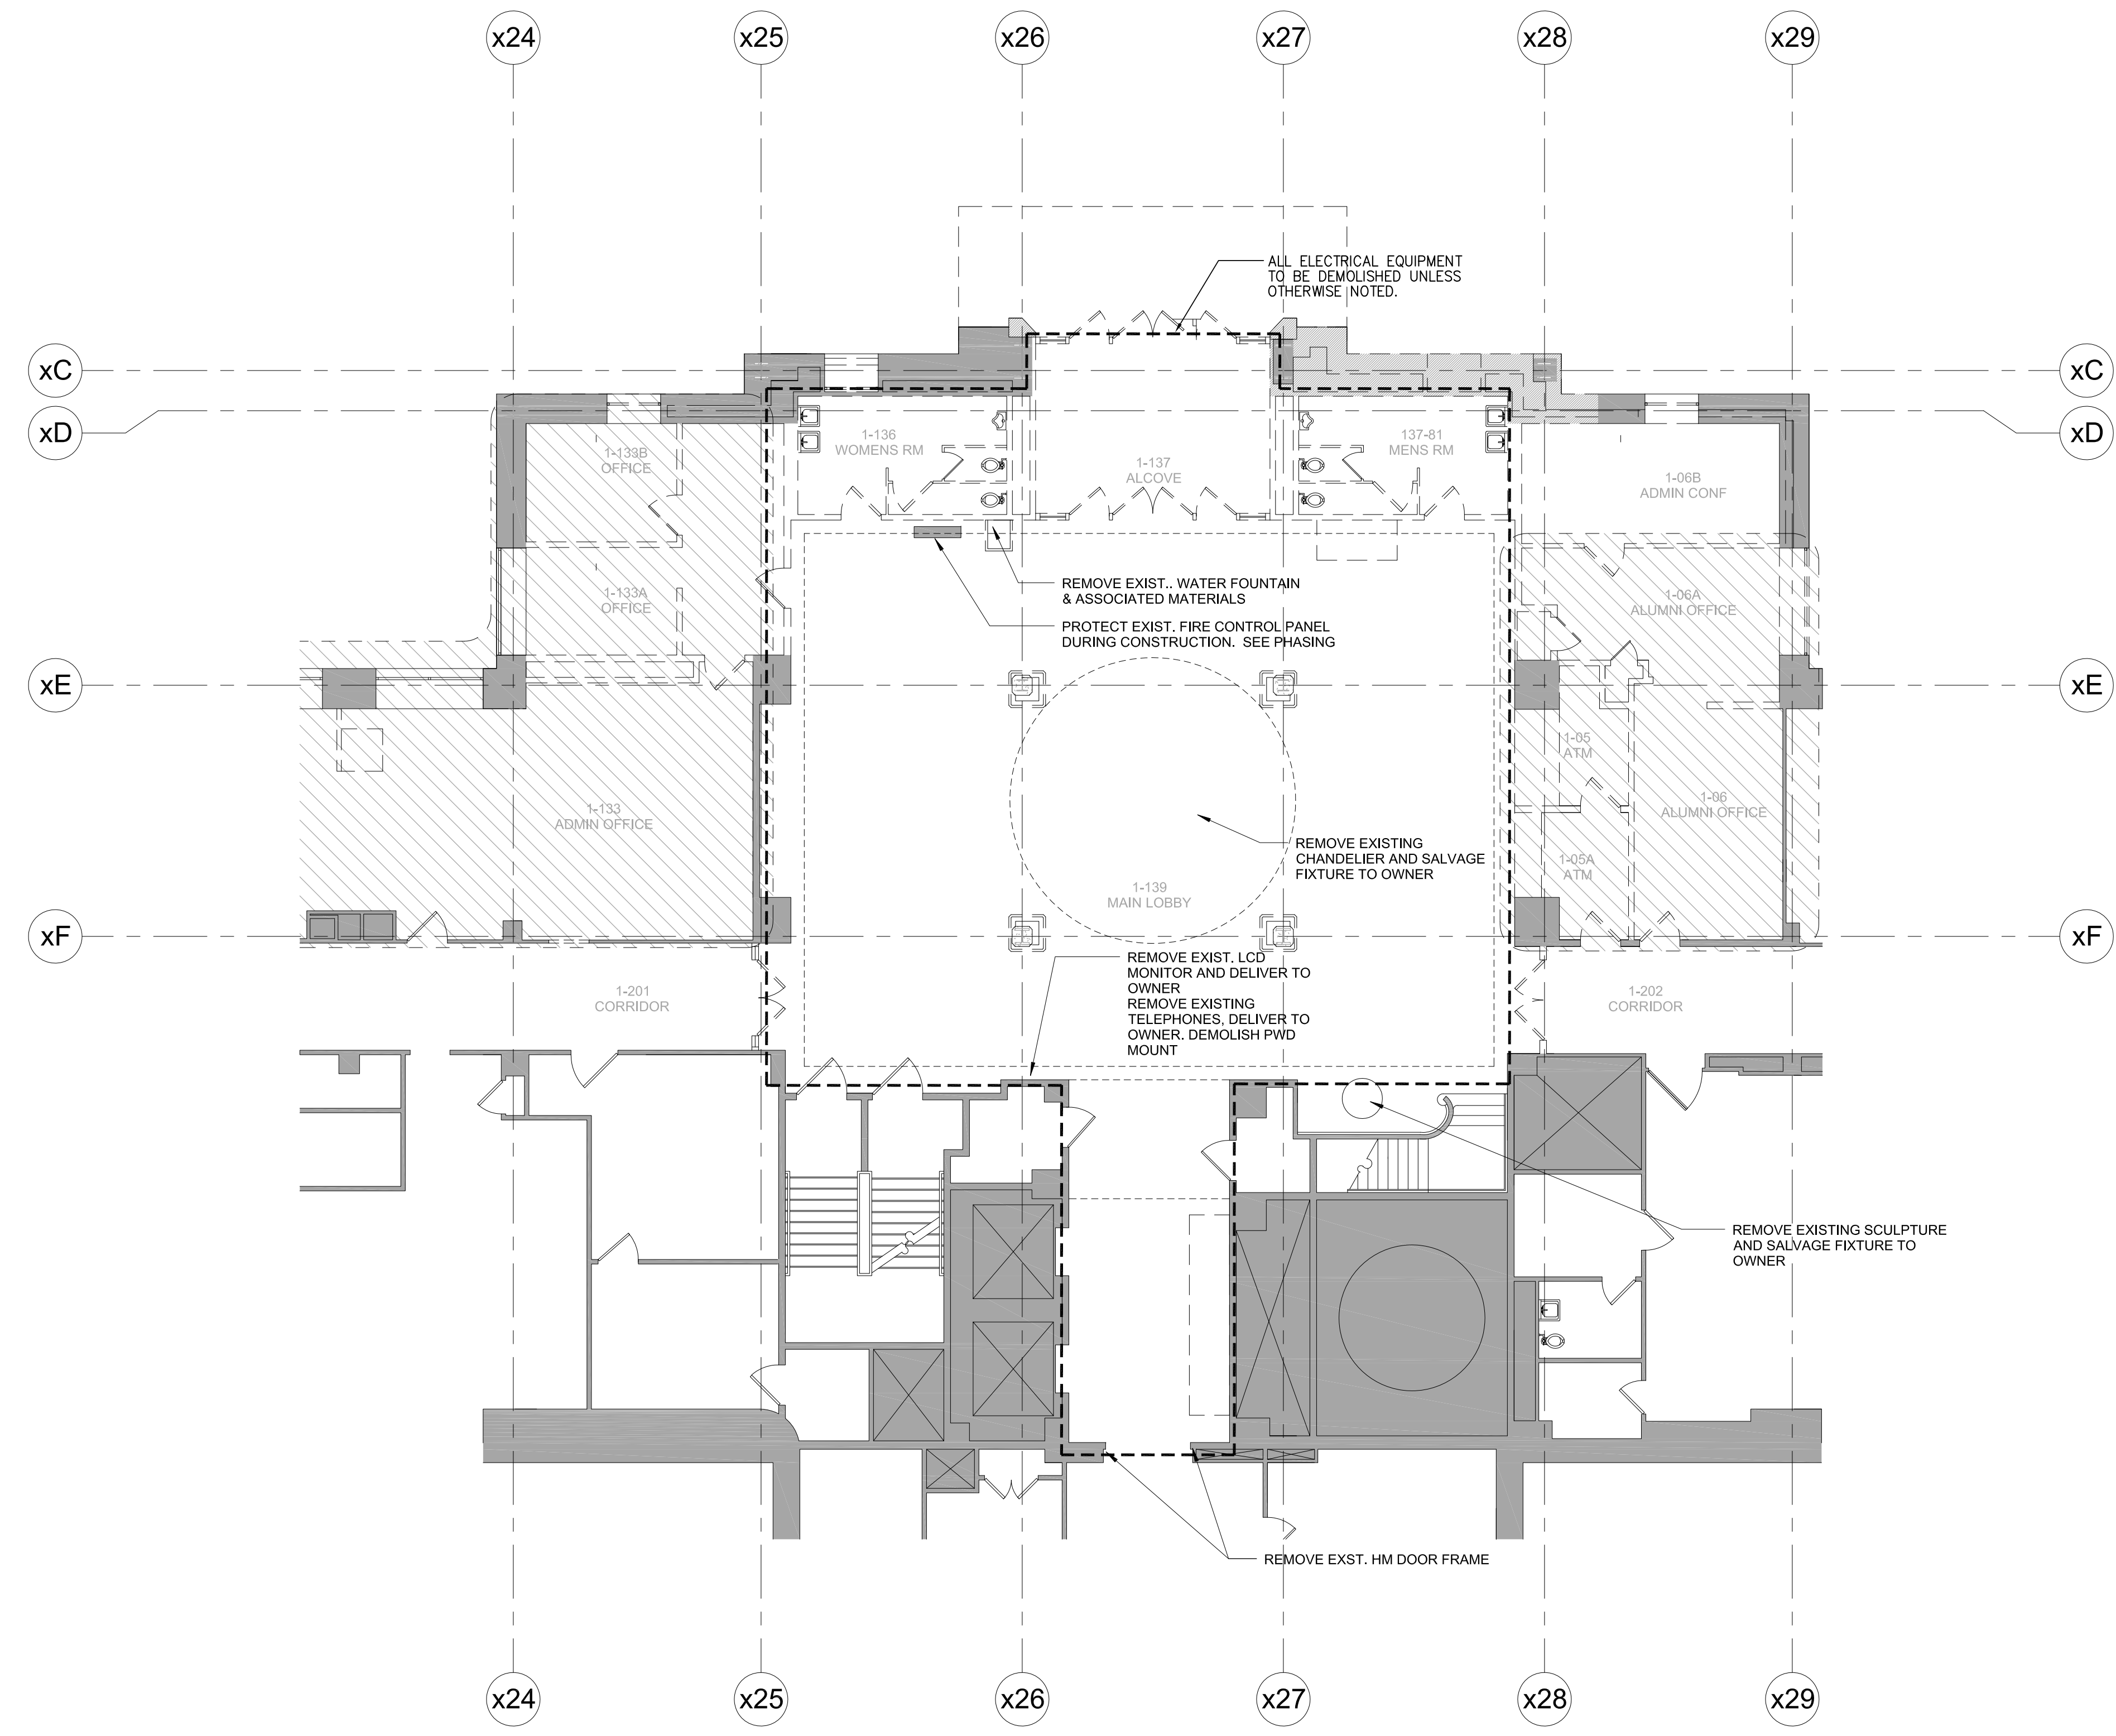 x24
x25
x26
x27
x28
x29
ALL ELECTRICAL EQUIPMENT
TO BE DEMOLISHED UNLESS
OTHERWISE NOTED.
xC
xC
xD
xD
1-136
WOMENS RM
137-81
MENS RM
1-133B
OFFICE
1-137
ALCOVE
1-06B
ADMIN CONF
REMOVE EXIST.. WATER FOUNTAIN
& ASSOCIATED MATERIALS
1-133A
OFFICE
1-06A
ALUMNI OFFICE
PROTECT EXIST. FIRE CONTROL PANEL
DURING CONSTRUCTION. SEE PHASING
xE
xE
1-05
ATM
1-133
ADMIN OFFICE
1-06
ALUMNI OFFICE
REMOVE EXISTING
CHANDELIER AND SALVAGE
FIXTURE TO OWNER
1-05A
ATM
1-139
MAIN LOBBY
xF
xF
REMOVE EXIST. LCD
MONITOR AND DELIVER TO
OWNER
REMOVE EXISTING
TELEPHONES, DELIVER TO
OWNER. DEMOLISH PWD
MOUNT
1-201
CORRIDOR
1-202
CORRIDOR
REMOVE EXISTING SCULPTURE
AND SALVAGE FIXTURE TO
OWNER
REMOVE EXST. HM DOOR FRAME
x24
x25
x26
x27
x28
x29